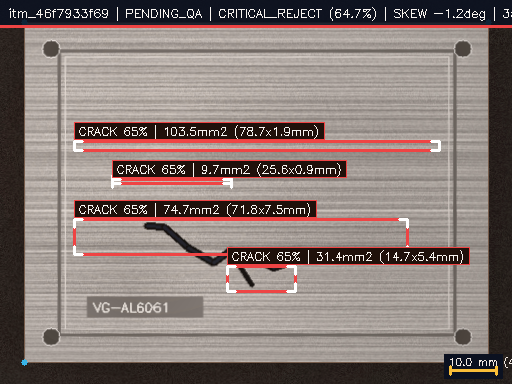 itm_46f7933f69 | PENDING_QA | CRITICAL_REJECT (64.7%) | SKEW −1.2deg | 3
CRACK 65% | 103.5mm2 (78.7x1.9mm)
CRACK 65% | 9.7mm2 (25.6x0.9mm)
CRACK 65% | 74.7mm2 (71.8x7.5mm)
CRACK 65% | 31.4mm2 (14.7x5.4mm)
VG-AL6061
10.0 mm (4